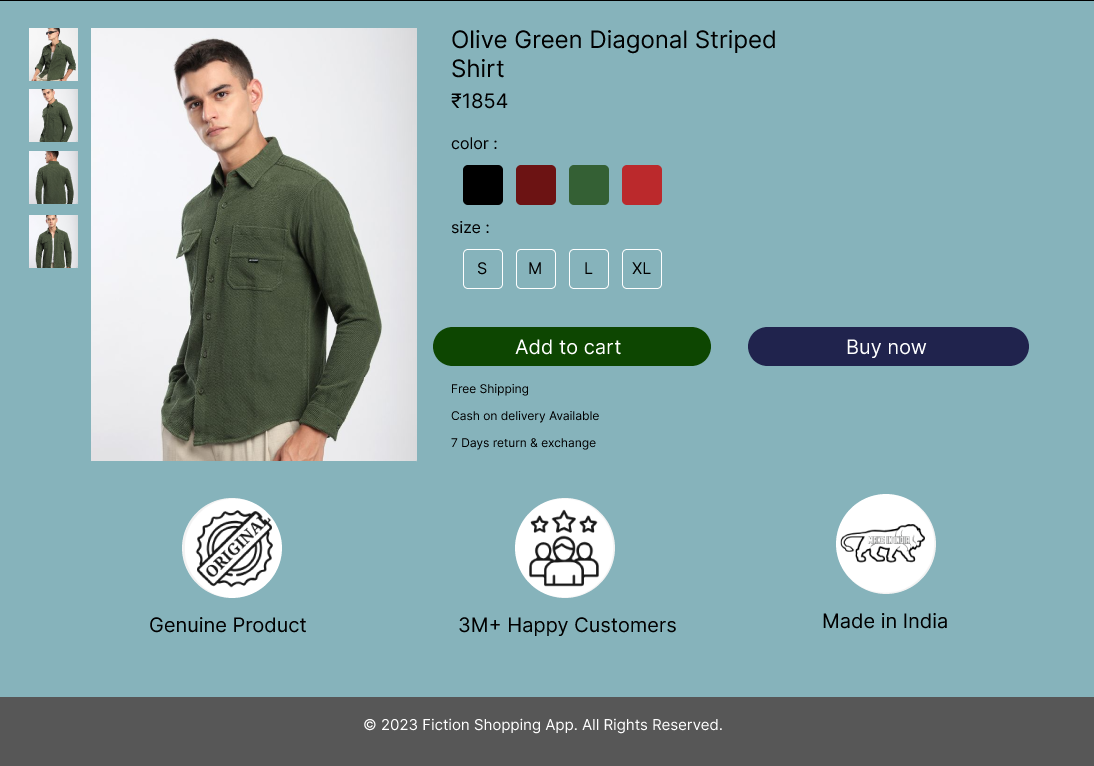 Olive Green Diagonal Striped
Shirt
₹1854
color :
size :
S M L XL
Add to cart
Buy now
Free Shipping
Cash on delivery Available
7 Days return & exchange
ORIGINAL
Genuine Product
3M+ Happy Customers
Made in India
© 2023 Fiction Shopping App. All Rights Reserved.